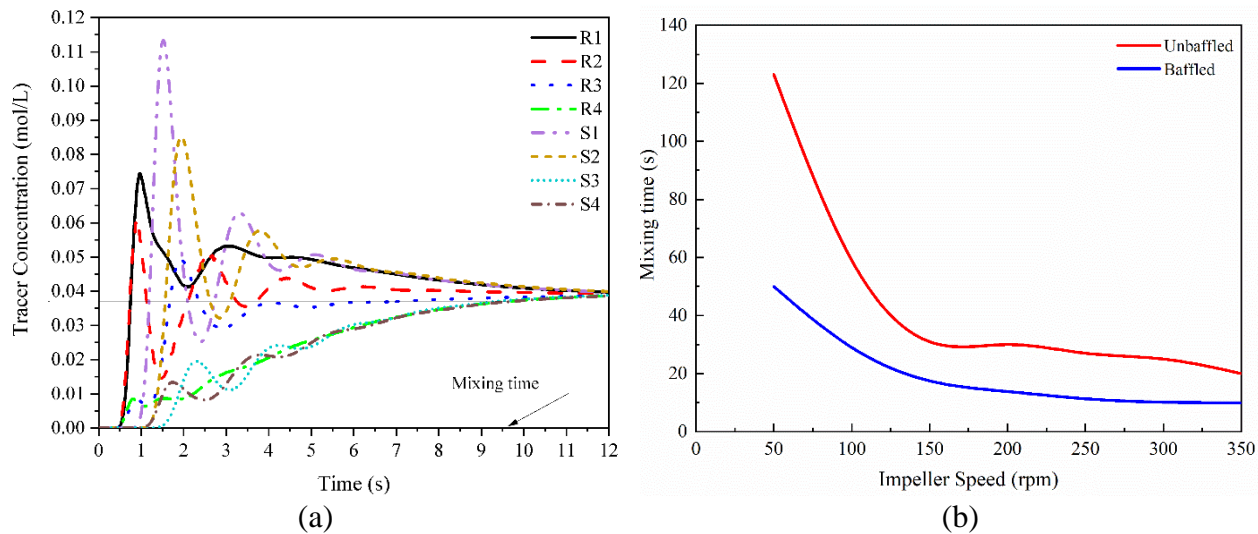 0.12
0.11
0.10
0.09
0.08
0.07
0.06
0.05
0.04
0.03
0.02
0.01
0.00
Tracer Concentration (mol/L)
R1
R2
R3
R4
S1
S2
S3
S4
Mixing time
0 1 2 3 4 5 6 7 8 9 10 11 12
Time (s)
(a)
140
120
100
80
60
40
20
0
Mixing time (s)
Unbaffled
Baffled
0 50 100 150 200 250 300 350
Impeller Speed (rpm)
(b)